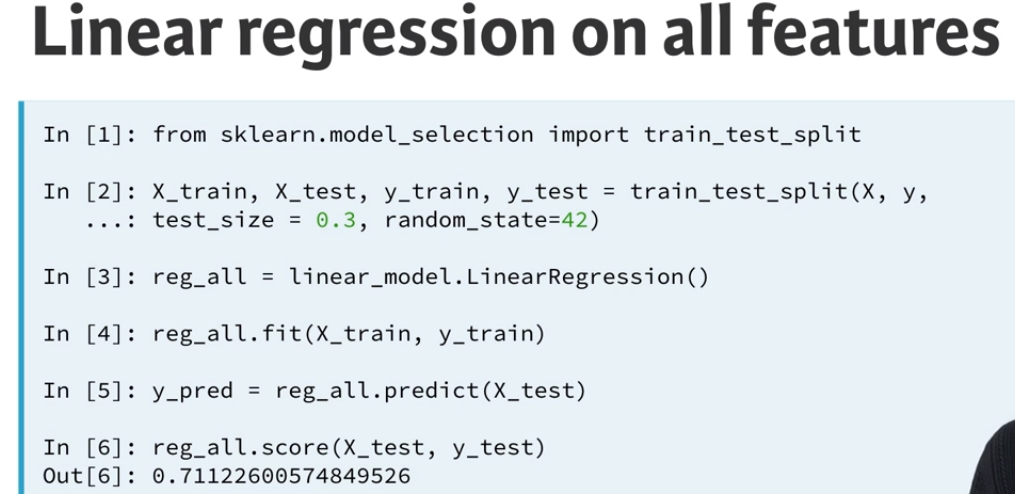 Linear regression on all features
In [1]: from sklearn.model_selection import train_test_split
In [2]: X_train, X_test, y_train, y_test = train_test_split(X, y,
...: test_size = 0.3, random_state=42)
In [3]: reg_all = linear_model.LinearRegression()
In [4]: reg_all.fit(X_train, y_train)
In [5]: y_pred = reg_all.predict(X_test)
In [6]: reg_all.score(X_test, y_test)
Out[6]: 0.71122600574849526